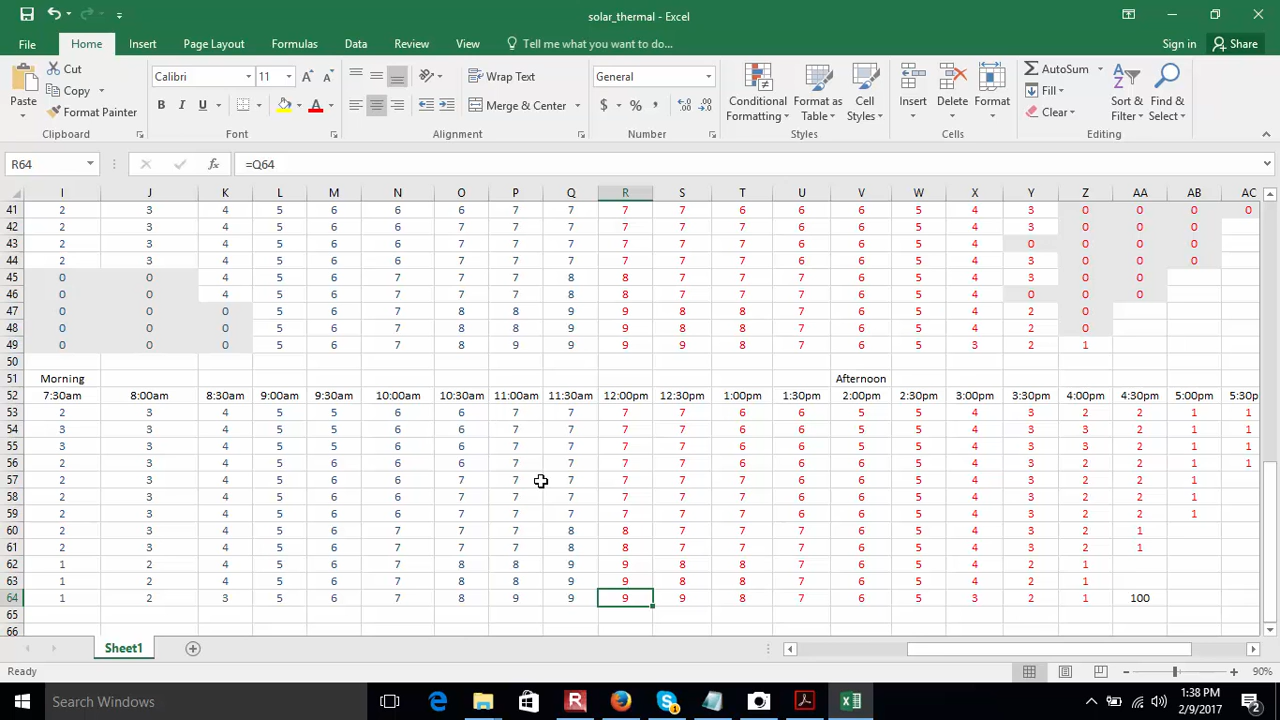 solar_thermal - Excel
File Home Insert Page Layout Formulas Data Review View Tell me what you want to do... Sign in Share
Paste Cut Copy Format Painter Clipboard
Calibri 11 A A B I U A Font
Wrap Text Merge & Center Alignment
General $ % , Number
Conditional Formatting Format as Table Cell Styles Styles
Insert Delete Format Cells
AutoSum Fill Clear Sort & Filter Find & Select Editing
R64 fx =Q64
I J K L M N O P Q R S T U V W X Y Z AA AB AC
41 2 3 4 5 6 6 6 7 7 7 7 6 6 6 5 4 3 0 0 0 0
42 2 3 4 5 6 6 7 7 7 7 7 7 6 6 5 4 3 0 0 0
43 2 3 4 5 6 6 7 7 7 7 7 7 6 6 5 4 0 0 0 0
44 2 3 4 5 6 6 7 7 7 7 7 7 6 6 5 4 3 0 0 0
45 0 0 4 5 6 7 7 7 8 8 7 7 7 6 5 4 3 0 0
46 0 0 4 5 6 7 7 7 8 8 7 7 7 6 5 4 0 0 0
47 0 0 0 5 6 7 8 8 9 9 8 8 7 6 5 4 2 0
48 0 0 0 5 6 7 8 8 9 9 8 8 7 6 5 4 2 0
49 0 0 0 5 6 7 8 9 9 9 9 8 7 6 5 3 2 1
50
51 Morning Afternoon
52 7:30am 8:00am 8:30am 9:00am 9:30am 10:00am 10:30am 11:00am 11:30am 12:00pm 12:30pm 1:00pm 1:30pm 2:00pm 2:30pm 3:00pm 3:30pm 4:00pm 4:30pm 5:00pm 5:30p
53 2 3 4 5 5 6 6 7 7 7 7 6 6 5 5 4 3 2 2 1 1
54 3 3 4 5 5 6 6 7 7 7 7 6 6 5 5 4 3 3 2 1 1
55 3 3 4 5 5 6 6 7 7 7 7 6 6 5 5 4 3 3 2 1 1
56 2 3 4 5 6 6 6 7 7 7 7 6 6 6 5 4 3 2 2 1 1
57 2 3 4 5 6 6 7 7 7 7 7 7 6 6 5 4 3 2 2 1
58 2 3 4 5 6 6 7 7 7 7 7 7 6 6 5 4 3 2 2 1
59 2 3 4 5 6 6 7 7 7 7 7 7 6 6 5 4 3 2 2 1
60 2 3 4 5 6 7 7 7 8 8 7 7 7 6 5 4 3 2 1
61 2 3 4 5 6 7 7 7 8 8 7 7 7 6 5 4 3 2 1
62 1 2 4 5 6 7 8 8 9 9 8 8 7 6 5 4 2 1
63 1 2 4 5 6 7 8 8 9 9 8 8 7 6 5 4 2 1
64 1 2 3 5 6 7 8 9 9 9 9 8 7 6 5 3 2 1 100
65
66
Sheet1
Ready 90%
Search Windows 1:38 PM
2/9/2017